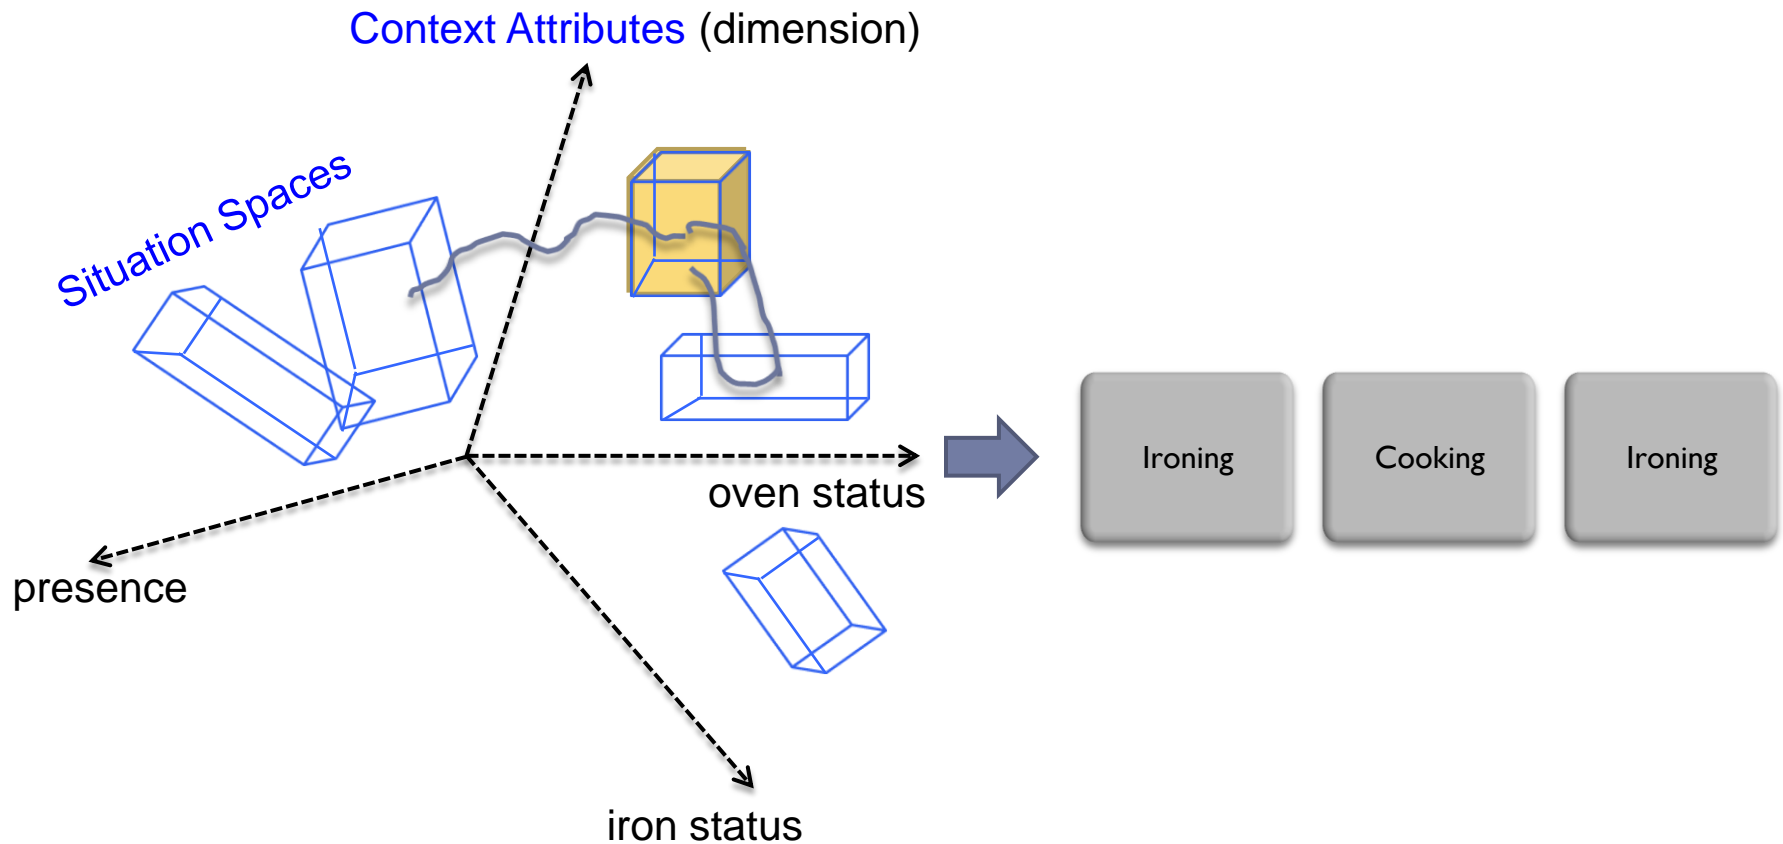 Context Attributes (dimension)
Situation Spaces
oven status
presence
iron status
Ironing
Cooking
Ironing